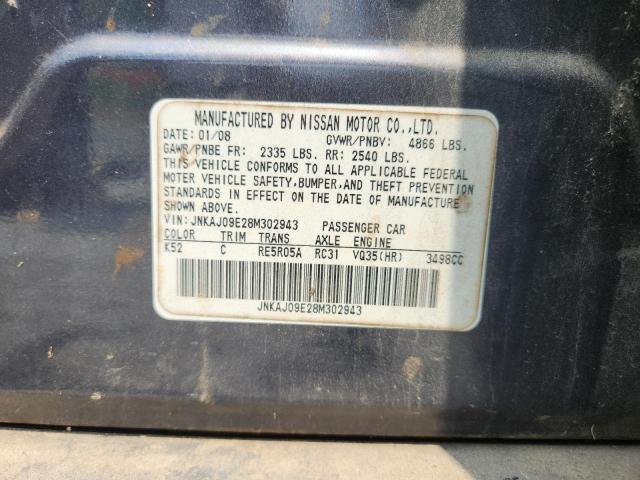 MANUFACTURED BY NISSAN MOTOR CO.,LTD.
DATE: 01/08 GVWR/PNBV: 4866 LBS.
GAWR/PNBE FR: 2335 LBS. RR: 2540 LBS.
THIS VEHICLE CONFORMS TO ALL APPLICABLE FEDERAL
MOTOR VEHICLE SAFETY,BUMPER,AND THEFT PREVENTION
STANDARDS IN EFFECT ON THE DATE OF MANUFACTURE
SHOWN ABOVE.
VIN: JNKAJ09E28M302943 PASSENGER CAR
COLOR TRIM TRANS AXLE ENGINE
K52 C RE5R05A RC31 VQ35(HR) 3498CC
JNKAJ09E28M302943